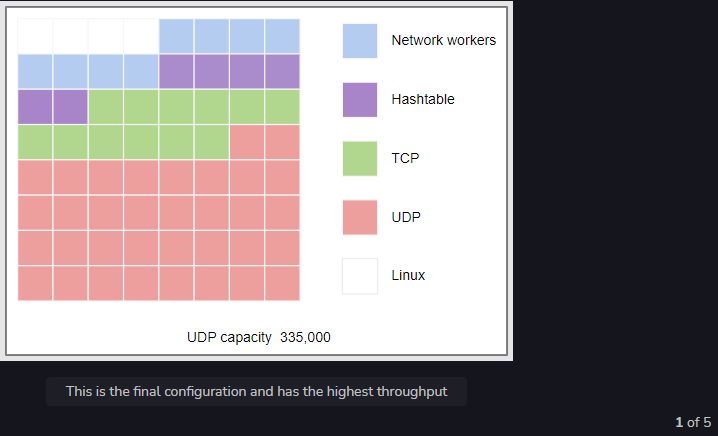 Network workers
Hashtable
TCP
UDP
Linux
UDP capacity 335,000
This is the final configuration and has the highest throughput
1 of 5